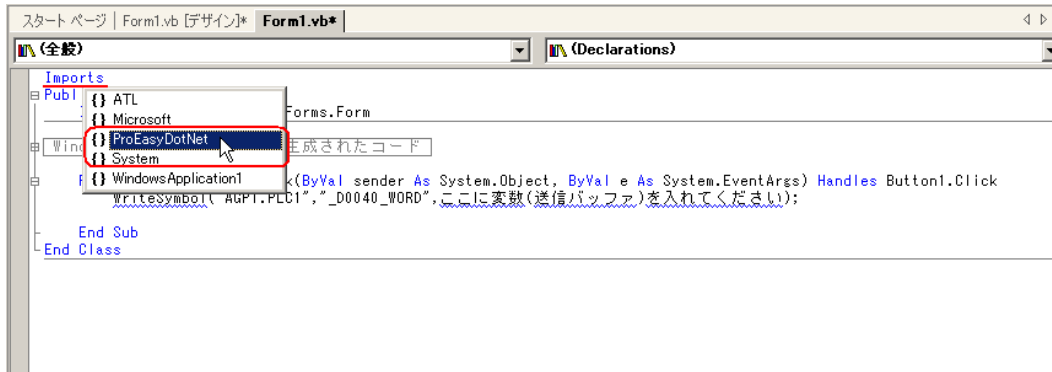 スタート ページ Form1.vb [デザイン]* Form1.vb*
(全般) (Declarations)
Imports
Publ
{} ATL
{} Microsoft
Forms.Form
{} ProEasyDotNet
生成されたコード
{} System
{} WindowsApplication1
(ByVal sender As System.Object, ByVal e As System.EventArgs) Handles Button1.Click
WriteSymbol("AGP1.PLC1","_D0040_WORD",ここに変数(送信バッファ)を入れてください);
End Sub
End Class